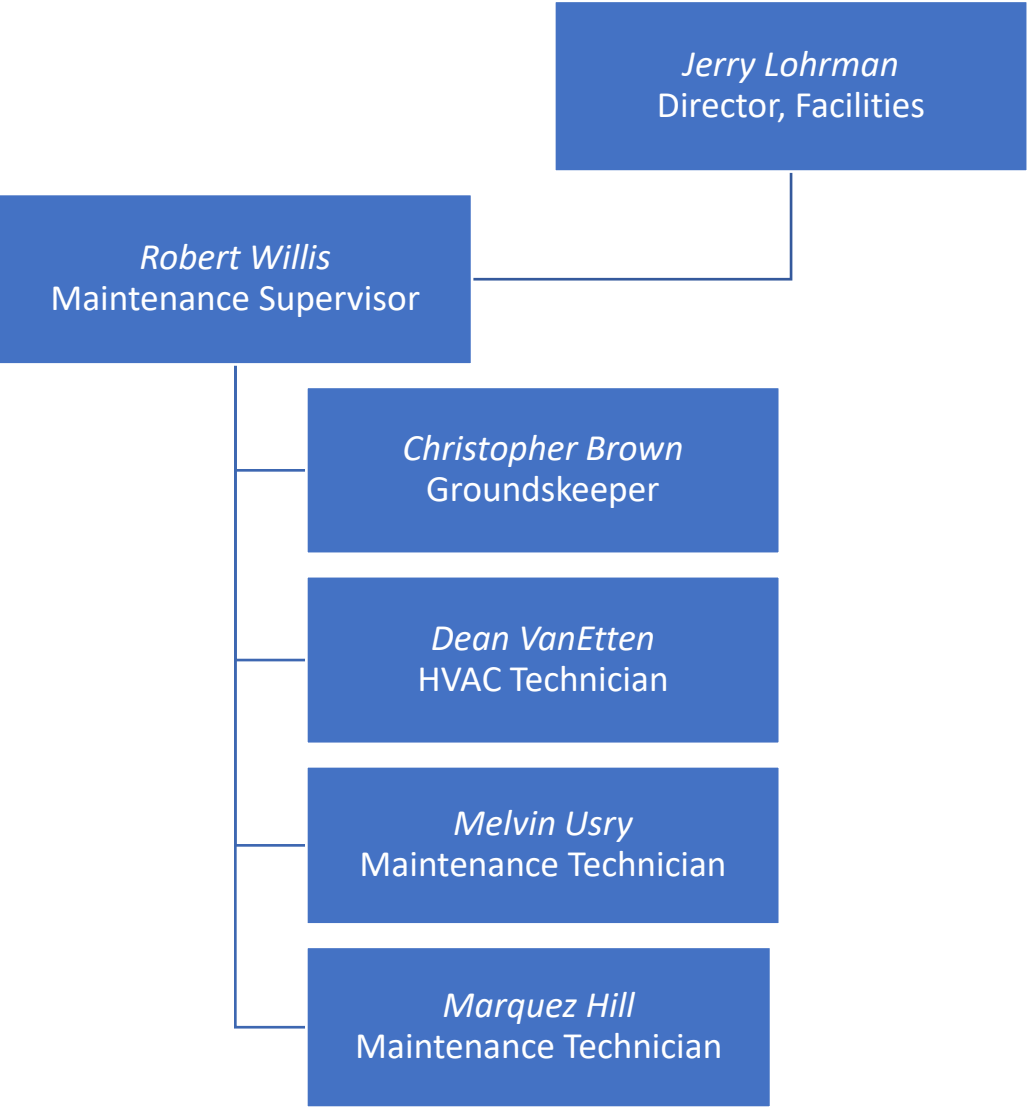 Jerry Lohrman
Director, Facilities
Robert Willis
Maintenance Supervisor
Christopher Brown
Groundskeeper
Dean VanEtten
HVAC Technician
Melvin Usry
Maintenance Technician
Marquez Hill
Maintenance Technician